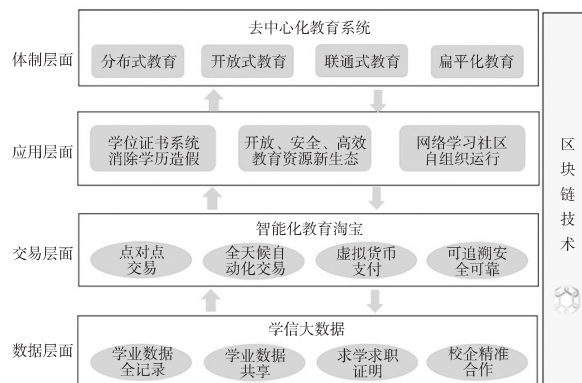 去中心化教育系统
体制层面
分布式教育
开放式教育
联通式教育
扁平化教育
应用层面
学位证书系统
消除学历造假
开放、安全、高效
教育资源新生态
网络学习社区
自组织运行
智能化教育淘宝
交易层面
点对点
交易
全天候自
动化交易
虚拟货币
支付
可追溯安
全可靠
学信大数据
数据层面
学业数据
全记录
学业数据
共享
求学求职
证明
校企精准
合作
区
块
链
技
术